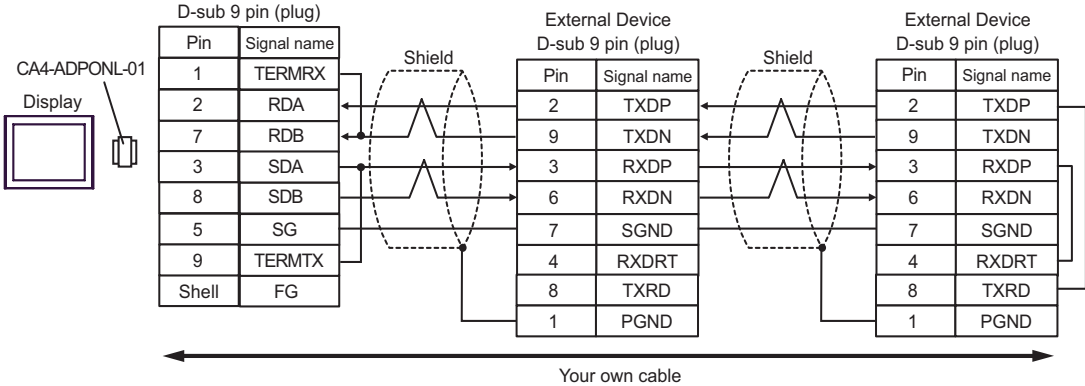 CA4-ADPONL-01
Display
D-sub 9 pin (plug)
Pin Signal name
1 TERMRX
2 RDA
7 RDB
3 SDA
8 SDB
5 SG
9 TERMTX
Shell FG
Shield
External Device
D-sub 9 pin (plug)
Pin Signal name
2 TXDP
9 TXDN
3 RXDP
6 RXDN
7 SGND
4 RXDRT
8 TXRD
1 PGND
Shield
External Device
D-sub 9 pin (plug)
Pin Signal name
2 TXDP
9 TXDN
3 RXDP
6 RXDN
7 SGND
4 RXDRT
8 TXRD
1 PGND
Your own cable